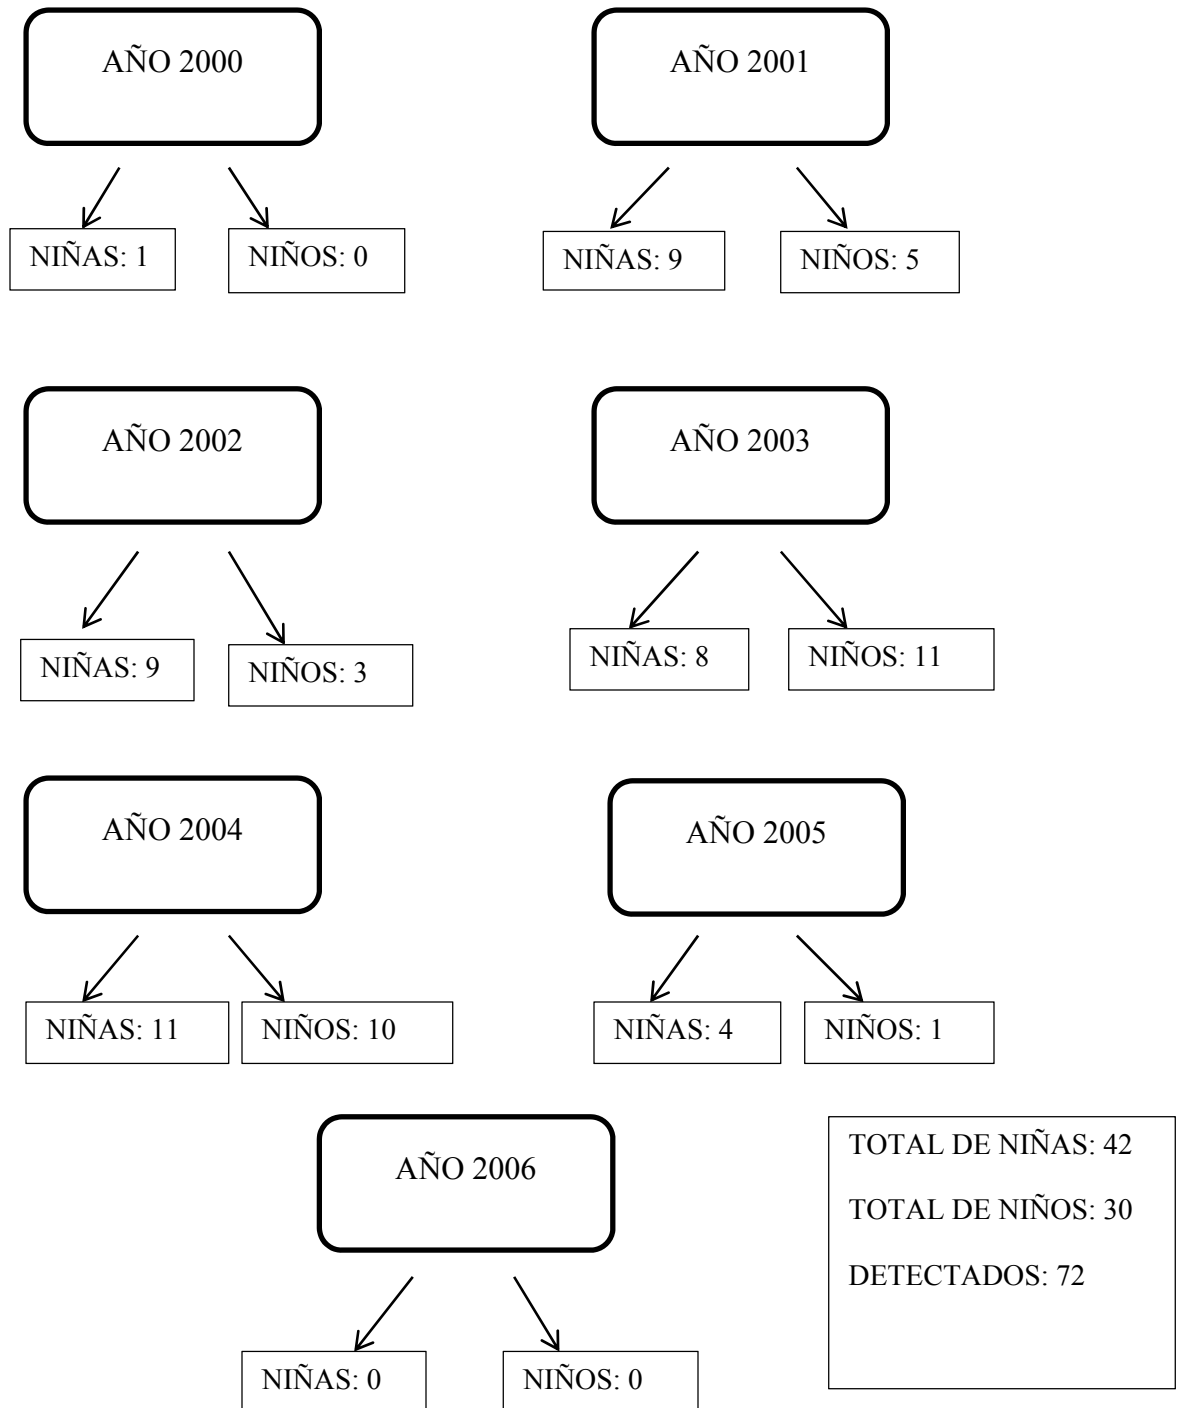 AÑO 2000
AÑO 2001
NIÑAS: 1
NIÑOS: 0
NIÑAS: 9
NIÑOS: 5
AÑO 2002
AÑO 2003
NIÑAS: 9
NIÑOS: 3
NIÑAS: 8
NIÑOS: 11
AÑO 2004
AÑO 2005
NIÑAS: 11
NIÑOS: 10
NIÑAS: 4
NIÑOS: 1
AÑO 2006
NIÑAS: 0
NIÑOS: 0
TOTAL DE NIÑAS: 42
TOTAL DE NIÑOS: 30
DETECTADOS: 72